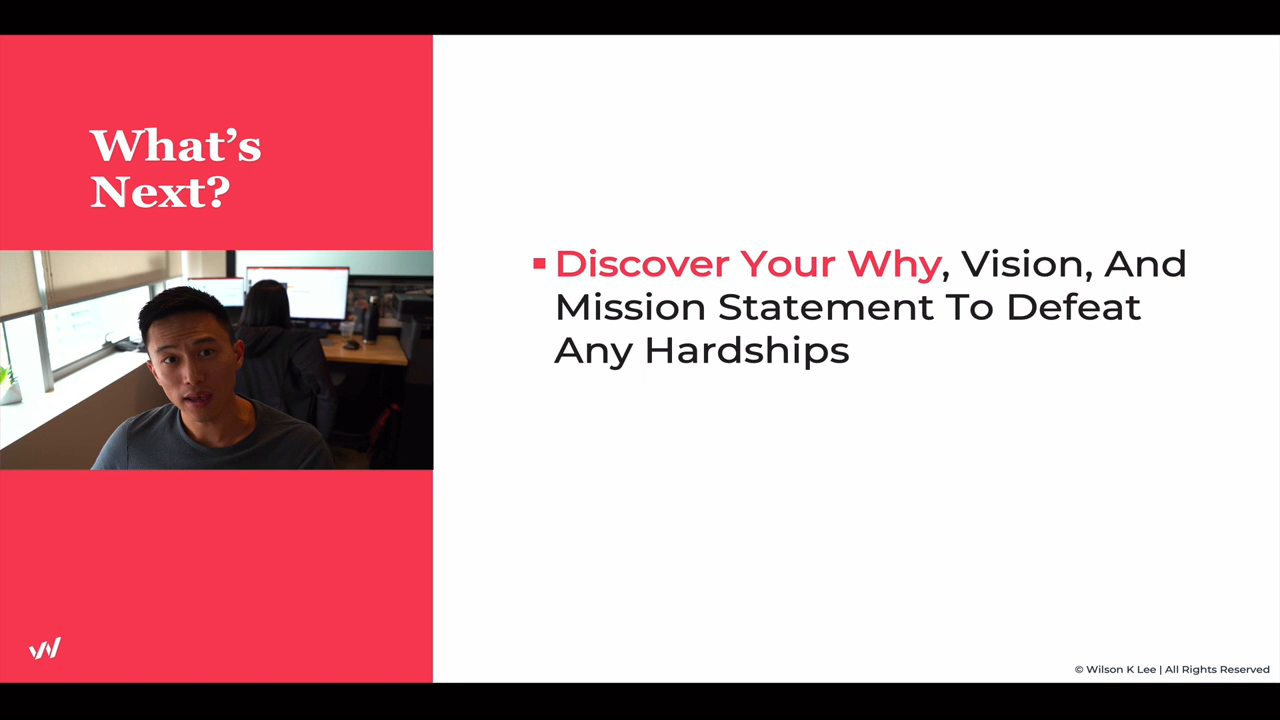 What's
Next?
Discover Your Why, Vision, And
Mission Statement To Defeat
Any Hardships
© Wilson K Lee | All Rights Reserved